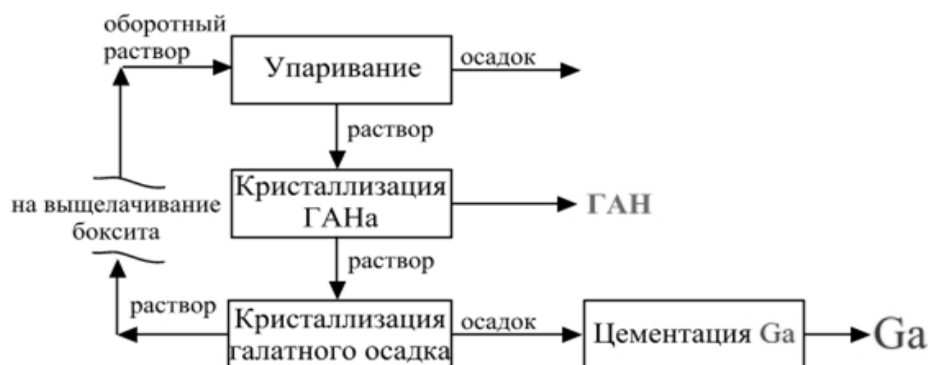 оборотный
раствор
Упаривание
осадок
раствор
Кристаллизация
ГАНа
ГАН
на выщелачивание
боксита
раствор
раствор
Кристаллизация
галатного осадка
осадок
Цементация Ga
Ga